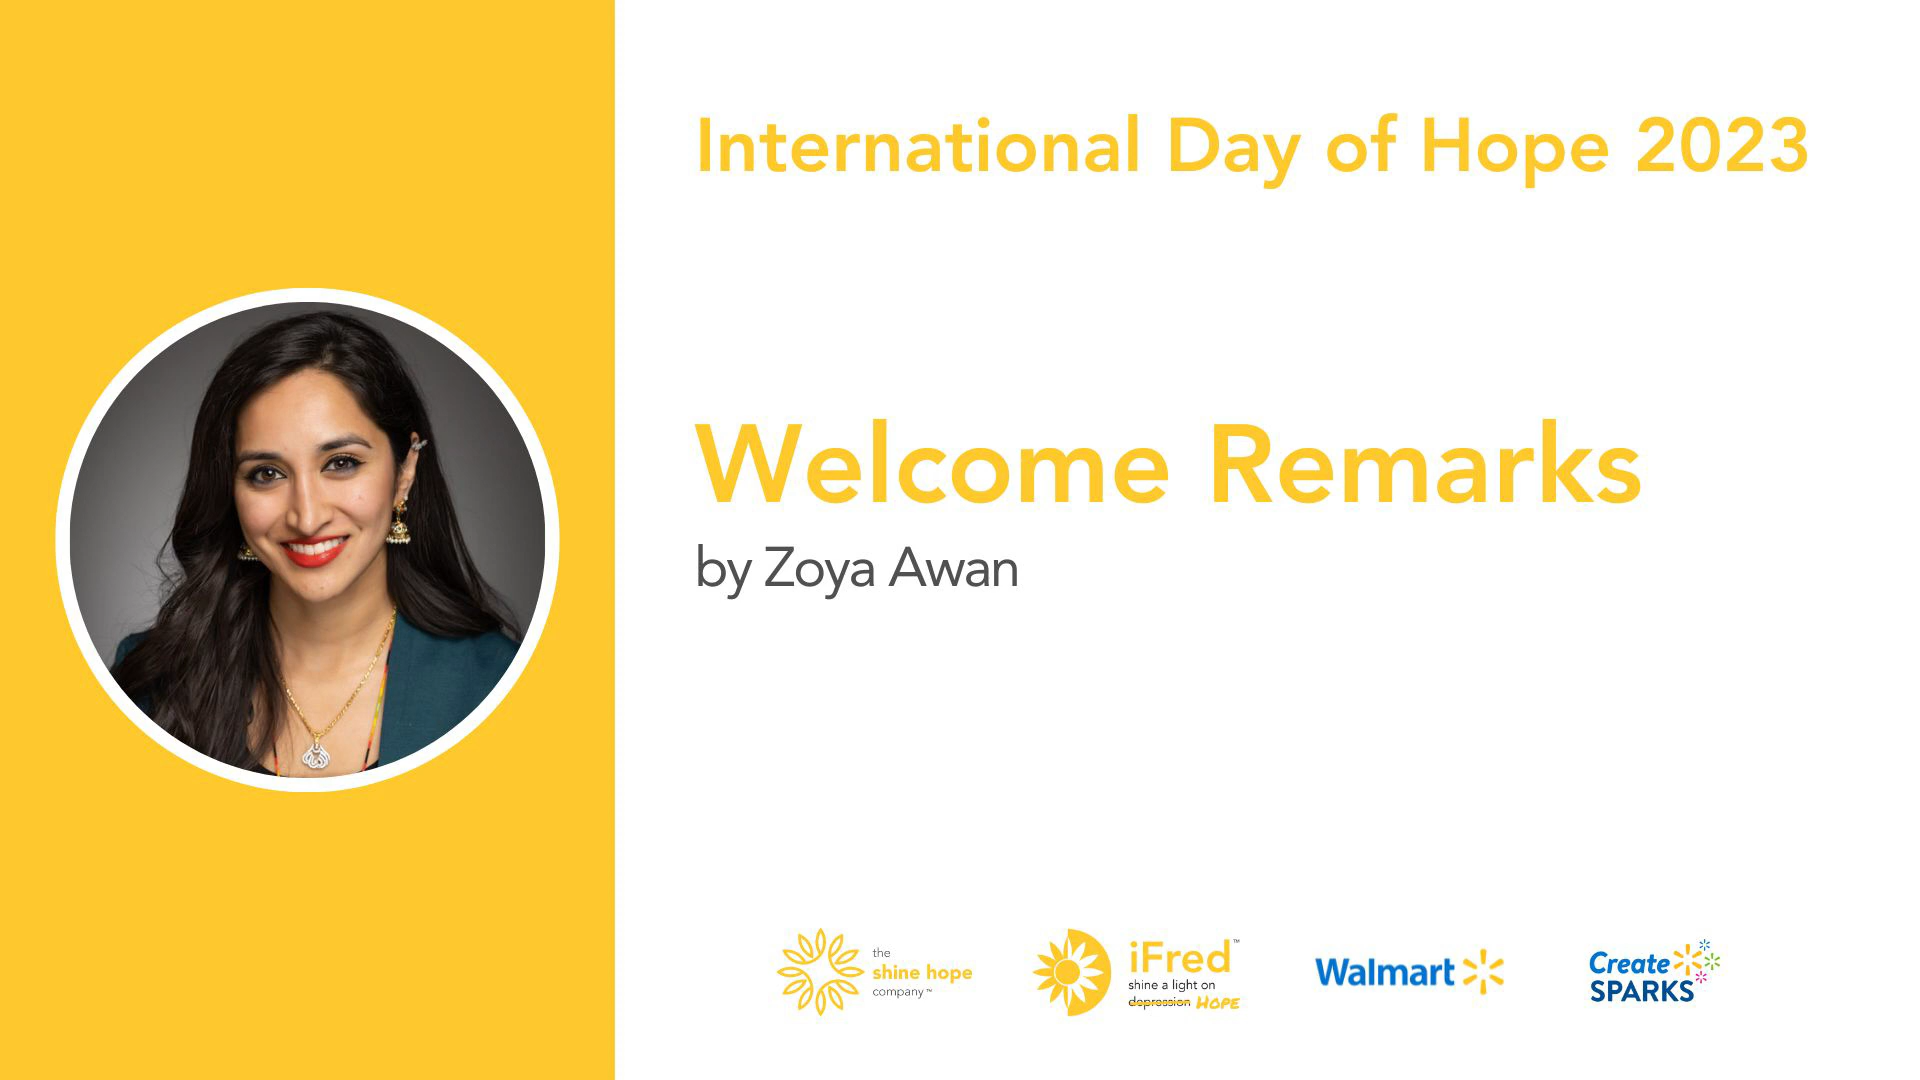 International Day of Hope 2023
Welcome Remarks
by Zoya Awan
the
shine hope
company™
iFred™
shine a light on
depression HOPE
Walmart
Create
SPARKS